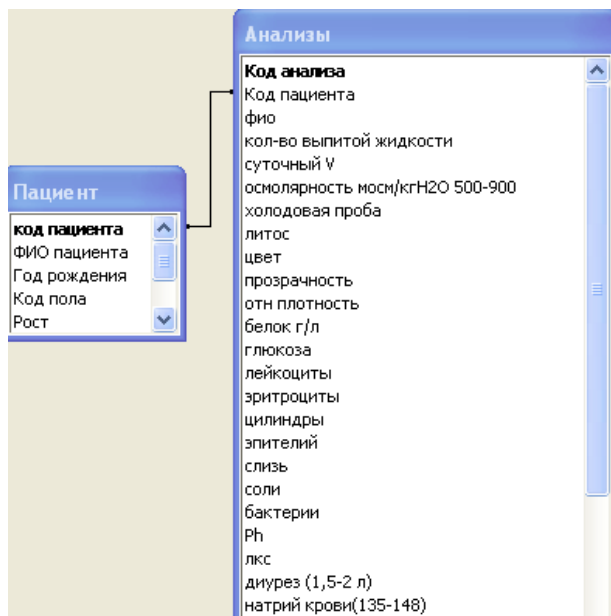 Анализы
Код анализа
Код пациента
фио
кол-во выпитой жидкости
суточный V
осмолярность мосм/кгH2O 500-900
холодовая проба
литос
цвет
прозрачность
отн плотность
белок г/л
глюкоза
лейкоциты
эритроциты
цилиндры
эпителий
слизь
соли
бактерии
Ph
лкс
диурез (1,5-2 л)
натрий крови(135-148)
Пациент
код пациента
ФИО пациента
Год рождения
Код пола
Рост